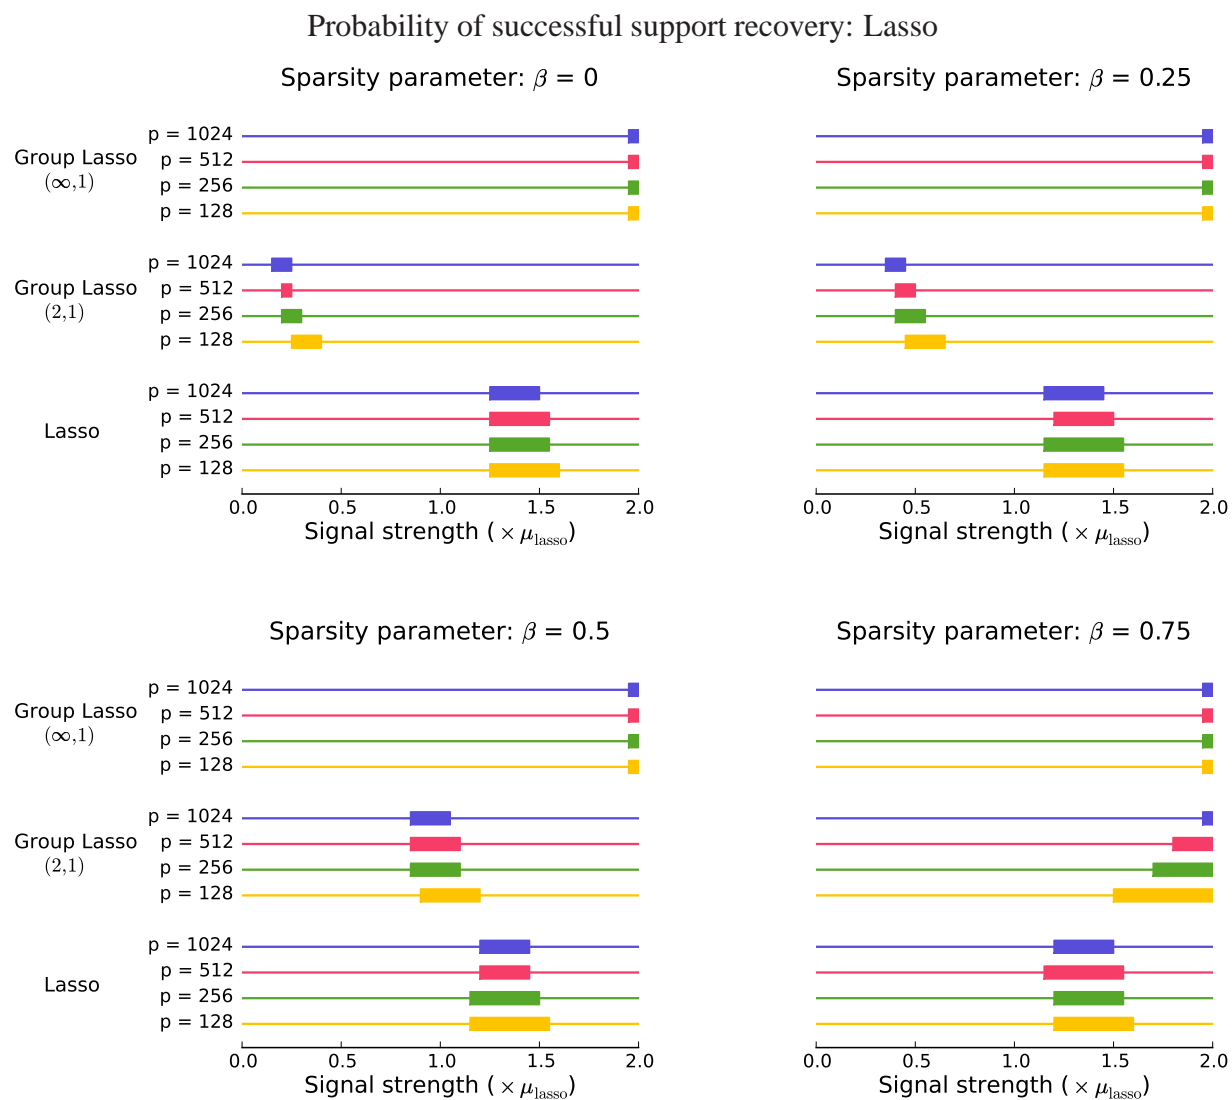 Probability of successful support recovery: Lasso
Sparsity parameter: β = 0
Group Lasso
(∞,1)
p = 1024
p = 512
p = 256
p = 128
Group Lasso
(2,1)
p = 1024
p = 512
p = 256
p = 128
Lasso
p = 1024
p = 512
p = 256
p = 128
0.0 0.5 1.0 1.5 2.0
Signal strength (× μ_lasso)
Sparsity parameter: β = 0.25
0.0 0.5 1.0 1.5 2.0
Signal strength (× μ_lasso)
Sparsity parameter: β = 0.5
Group Lasso
(∞,1)
p = 1024
p = 512
p = 256
p = 128
Group Lasso
(2,1)
p = 1024
p = 512
p = 256
p = 128
Lasso
p = 1024
p = 512
p = 256
p = 128
0.0 0.5 1.0 1.5 2.0
Signal strength (× μ_lasso)
Sparsity parameter: β = 0.75
0.0 0.5 1.0 1.5 2.0
Signal strength (× μ_lasso)